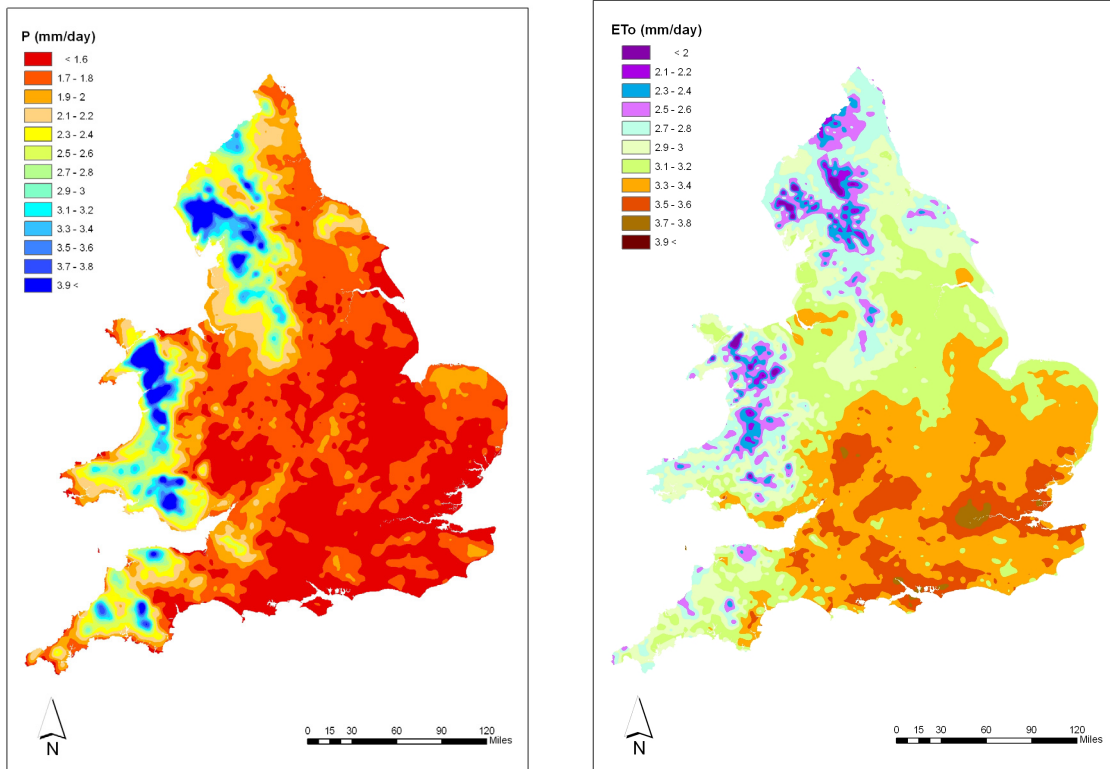 P (mm/day)
< 1.6
1.7 - 1.8
1.9 - 2
2.1 - 2.2
2.3 - 2.4
2.5 - 2.6
2.7 - 2.8
2.9 - 3
3.1 - 3.2
3.3 - 3.4
3.5 - 3.6
3.7 - 3.8
3.9 <
N
0 15 30 60 90 120
Miles
ETo (mm/day)
< 2
2.1 - 2.2
2.3 - 2.4
2.5 - 2.6
2.7 - 2.8
2.9 - 3
3.1 - 3.2
3.3 - 3.4
3.5 - 3.6
3.7 - 3.8
3.9 <
N
0 15 30 60 90 120
Miles